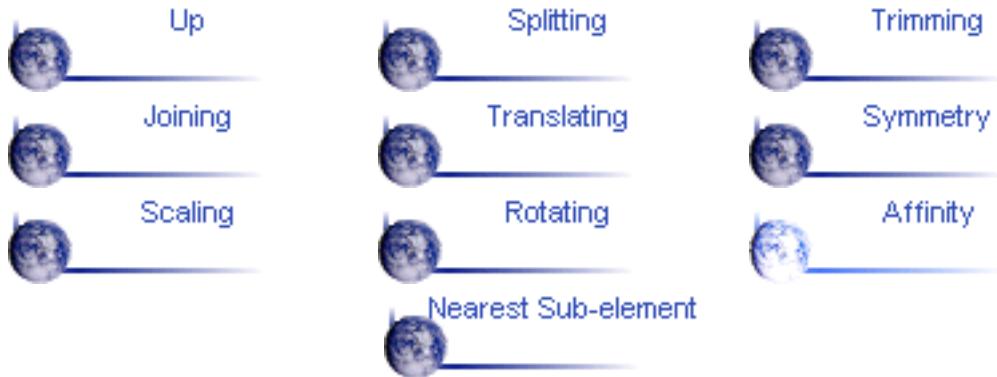 Up
Splitting
Trimming
Joining
Translating
Symmetry
Scaling
Rotating
Affinity
Nearest Sub-element